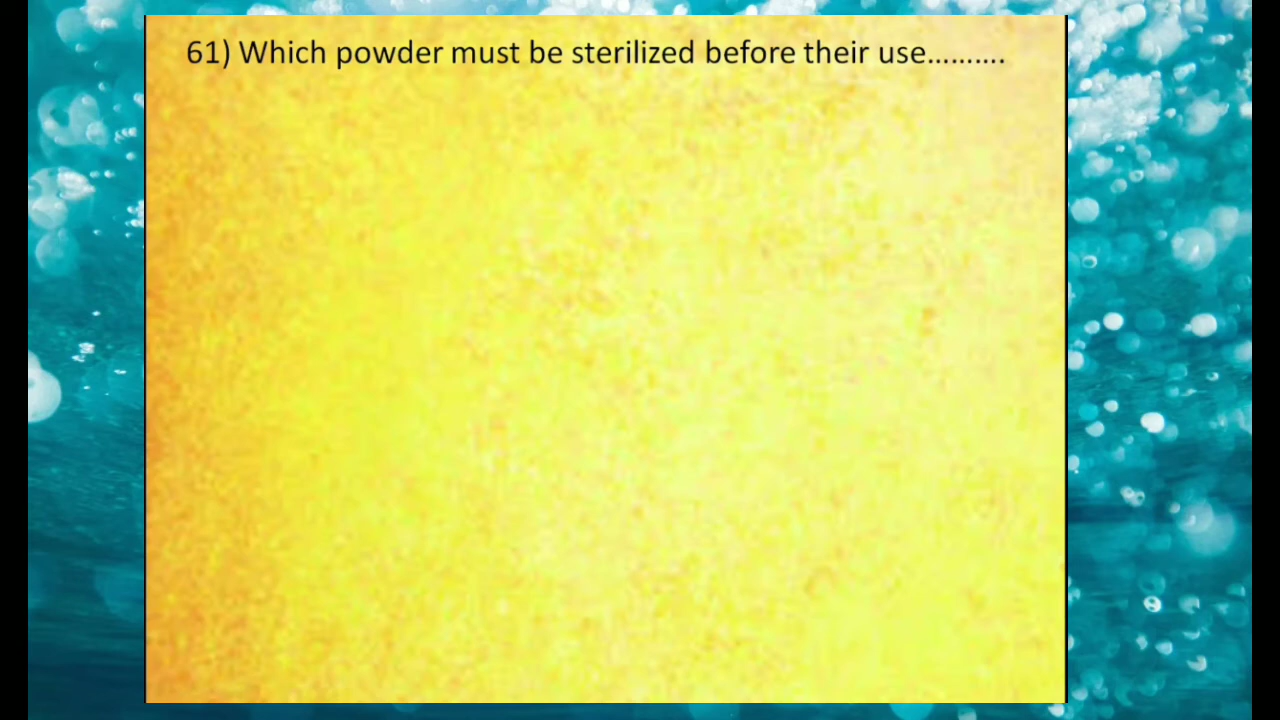 61) Which powder must be sterilized before their use..........